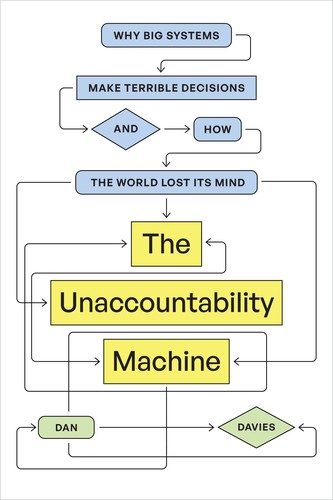 WHY BIG SYSTEMS
MAKE TERRIBLE DECISIONS
AND
HOW
THE WORLD LOST ITS MIND
The
Unaccountability
Machine
DAN
DAVIES